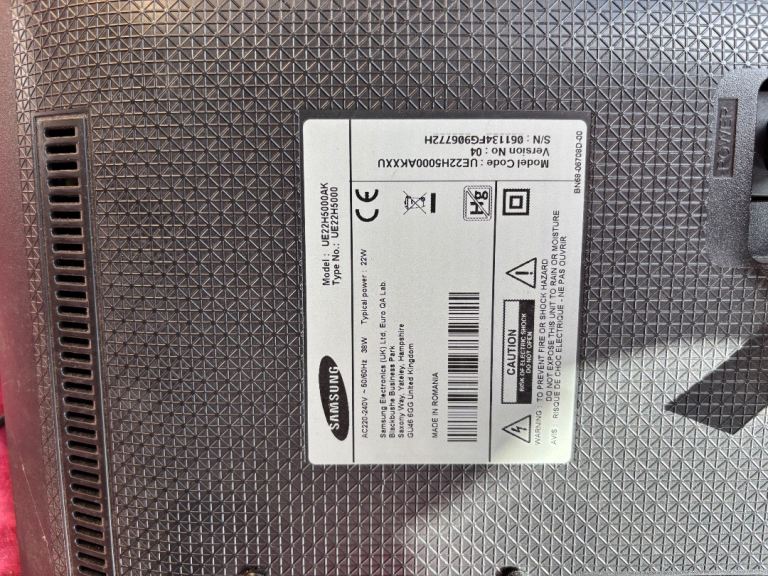 SAMSUNG
Model : UE22H5000AK
Type No.: UE22H5000
AC220-240V ~ 50/60Hz 38W Typical power : 22W
Samsung Electronics (UK) Ltd, Euro QA Lab.
Blackbushe Business Park
Saxony Way, Yateley, Hampshire
GU46 6GG United Kingdom
MADE IN ROMANIA
CE
Hg
CAUTION
RISK OF ELECTRIC SHOCK
DO NOT OPEN
WARNING : TO PREVENT FIRE OR SHOCK HAZARD
DO NOT EXPOSE THIS UNIT TO RAIN OR MOISTURE
AVIS : RISQUE DE CHOC ELECTRIQUE - NE PAS OUVRIR
Model Code : UE22H5000AKXXU
Version No : 04
S/N : 061134FG906772H
BN68-06708D-00
POWER